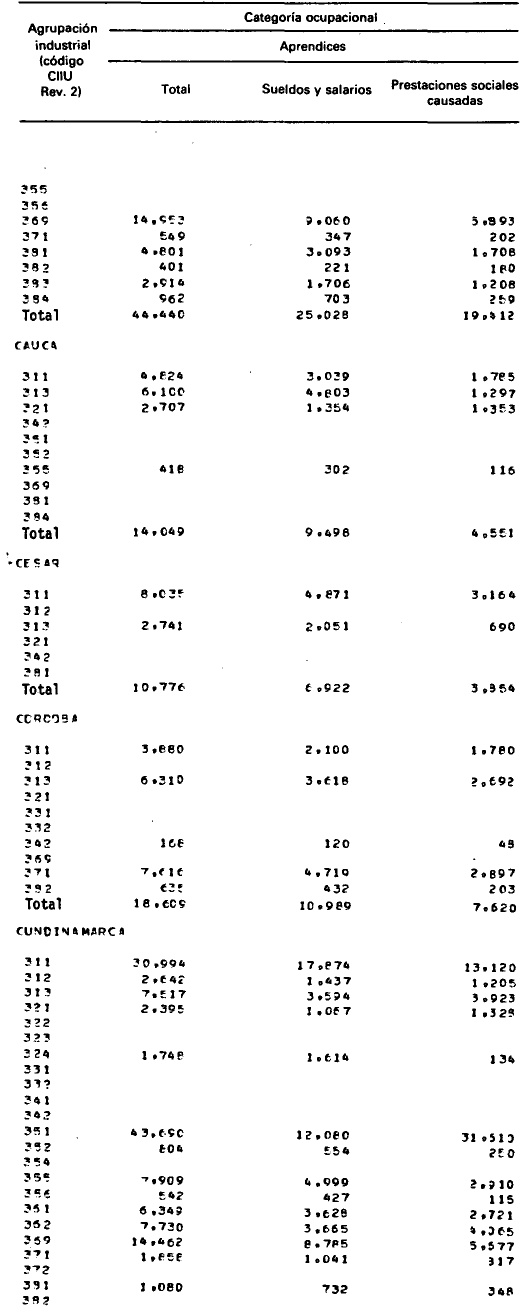 Agrupación industrial (código CIIU Rev. 2)
Categoría ocupacional
Aprendices
Total Sueldos y salarios Prestaciones sociales causadas
355
356
369 14,953 9.060 5.893
371 549 347 202
381 4.801 3.093 1.708
382 401 221 180
383 2,914 1,706 1,208
384 962 703 259
Total 44.440 25.028 19.412
CAUCA
311 4.824 3.039 1.785
313 6.100 4.803 1.297
321 2,707 1.354 1.353
342
351
352
355 418 302 116
369
381
384
Total 14,049 9.498 4.551
CESAR
311 8.035 4.871 3.164
312
313 2.741 2.051 690
321
342
381
Total 10,776 6.922 3.854
CORDOBA
311 3.880 2.100 1.780
312
313 6.310 3.618 2.692
321
331
332
342 168 120 48
369
371 7.616 4.719 2.897
382 635 432 203
Total 18.609 10.989 7.620
CUNDINAMARCA
311 30,994 17.874 13.120
312 2.642 1.437 1.205
313 7.517 3.594 3.923
321 2.395 1.067 1.328
322
323
324 1.748 1.614 134
331
332
341
342
351 43,690 12.080 31.610
352 804 554 250
354
355 7,909 4.999 2.910
356 542 427 115
361 6.349 3.628 2.721
362 7.730 3.665 4.065
369 14.462 8.785 5.677
371 1.041 317
372
381 1.080 732 348
382